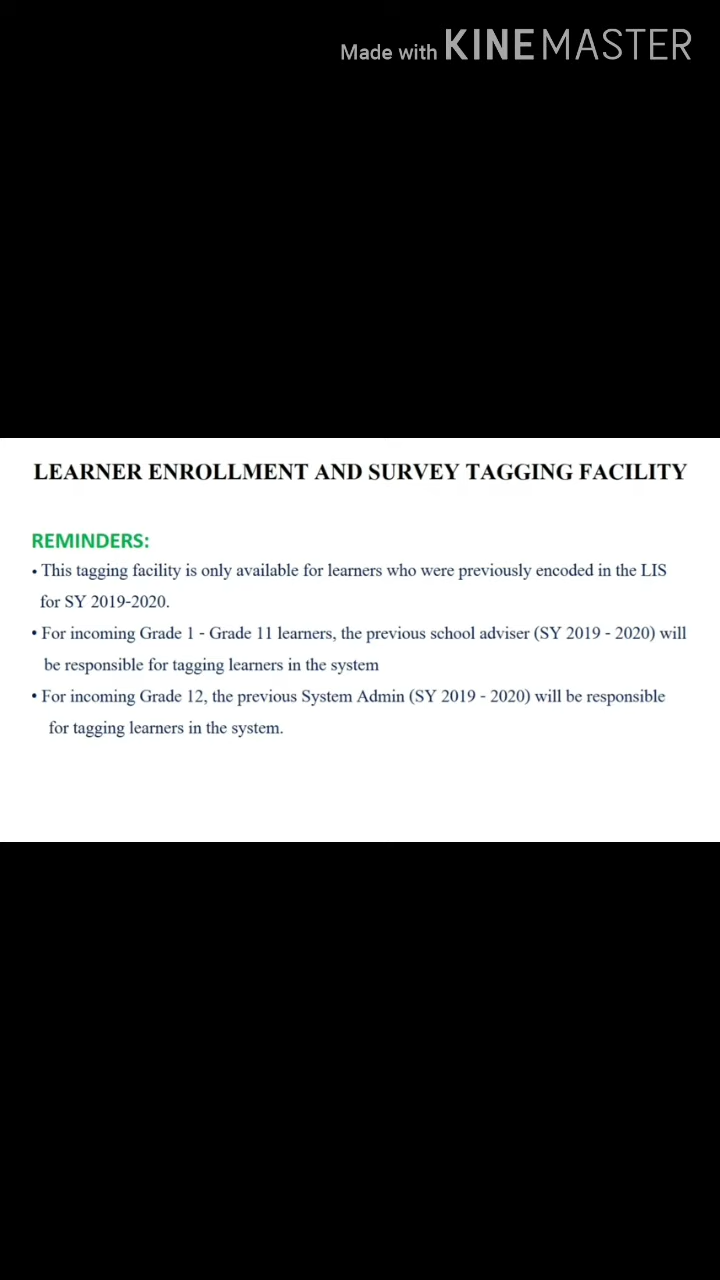 Made with KINEMASTER
LEARNER ENROLLMENT AND SURVEY TAGGING FACILITY
REMINDERS:
• This tagging facility is only available for learners who were previously encoded in the LIS
for SY 2019-2020.
• For incoming Grade 1 - Grade 11 learners, the previous school adviser (SY 2019 - 2020) will
be responsible for tagging learners in the system
• For incoming Grade 12, the previous System Admin (SY 2019 - 2020) will be responsible
for tagging learners in the system.